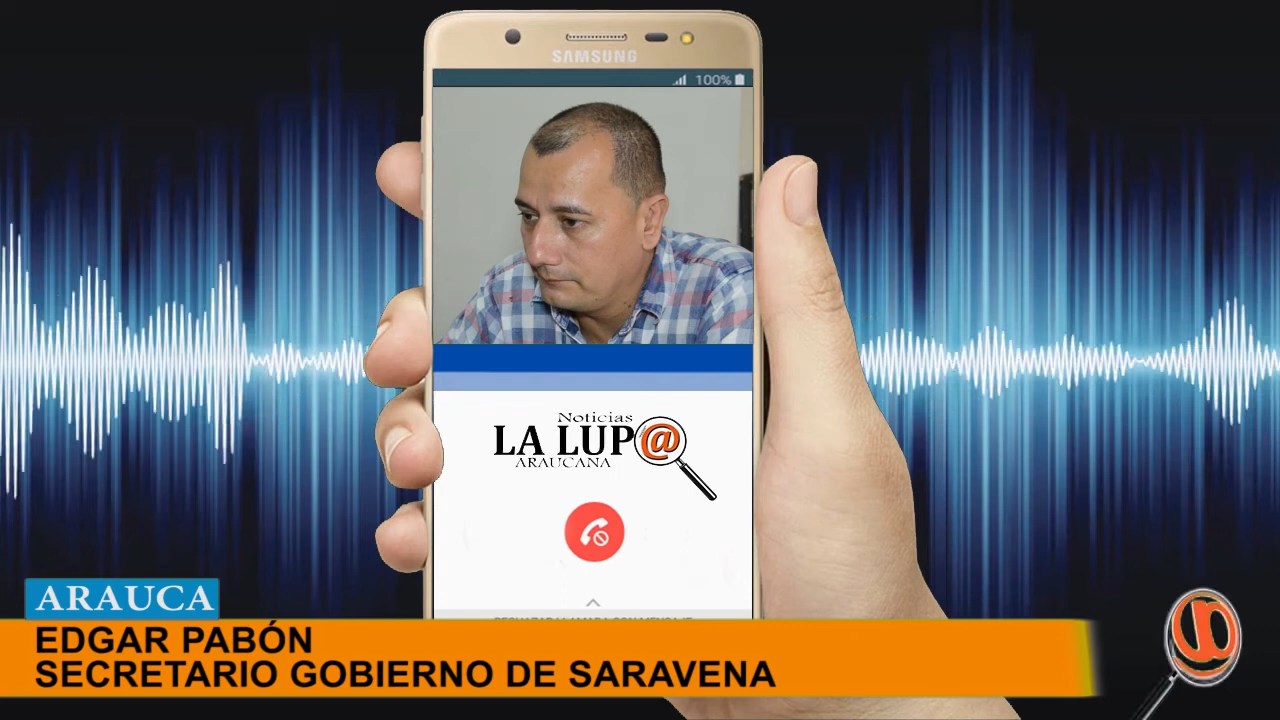 SAMSUNG
100%
Noticias
LA LUP@
ARAUCANA
ARAUCA
EDGAR PABÓN
SECRETARIO GOBIERNO DE SARAVENA